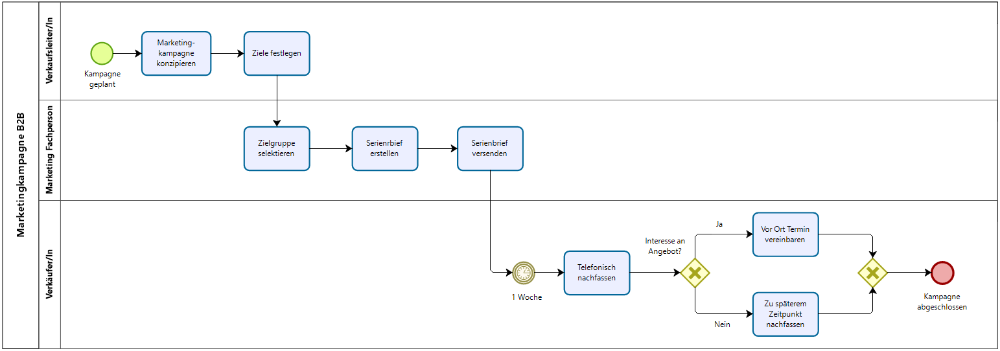 Marketingkampagne B2B
Verkaufsleiter/In
Kampagne
geplant
Marketing-
kampagne
konzipieren
Ziele festlegen
Marketing Fachperson
Zielgruppe
selektieren
Serienrbief
erstellen
Serienbrief
versenden
Verkäufer/In
1 Woche
Telefonisch
nachfassen
Interesse an
Angebot?
Ja
Vor Ort Termin
vereinbaren
Nein
Zu späterem
Zeitpunkt
nachfassen
Kampagne
abgeschlossen